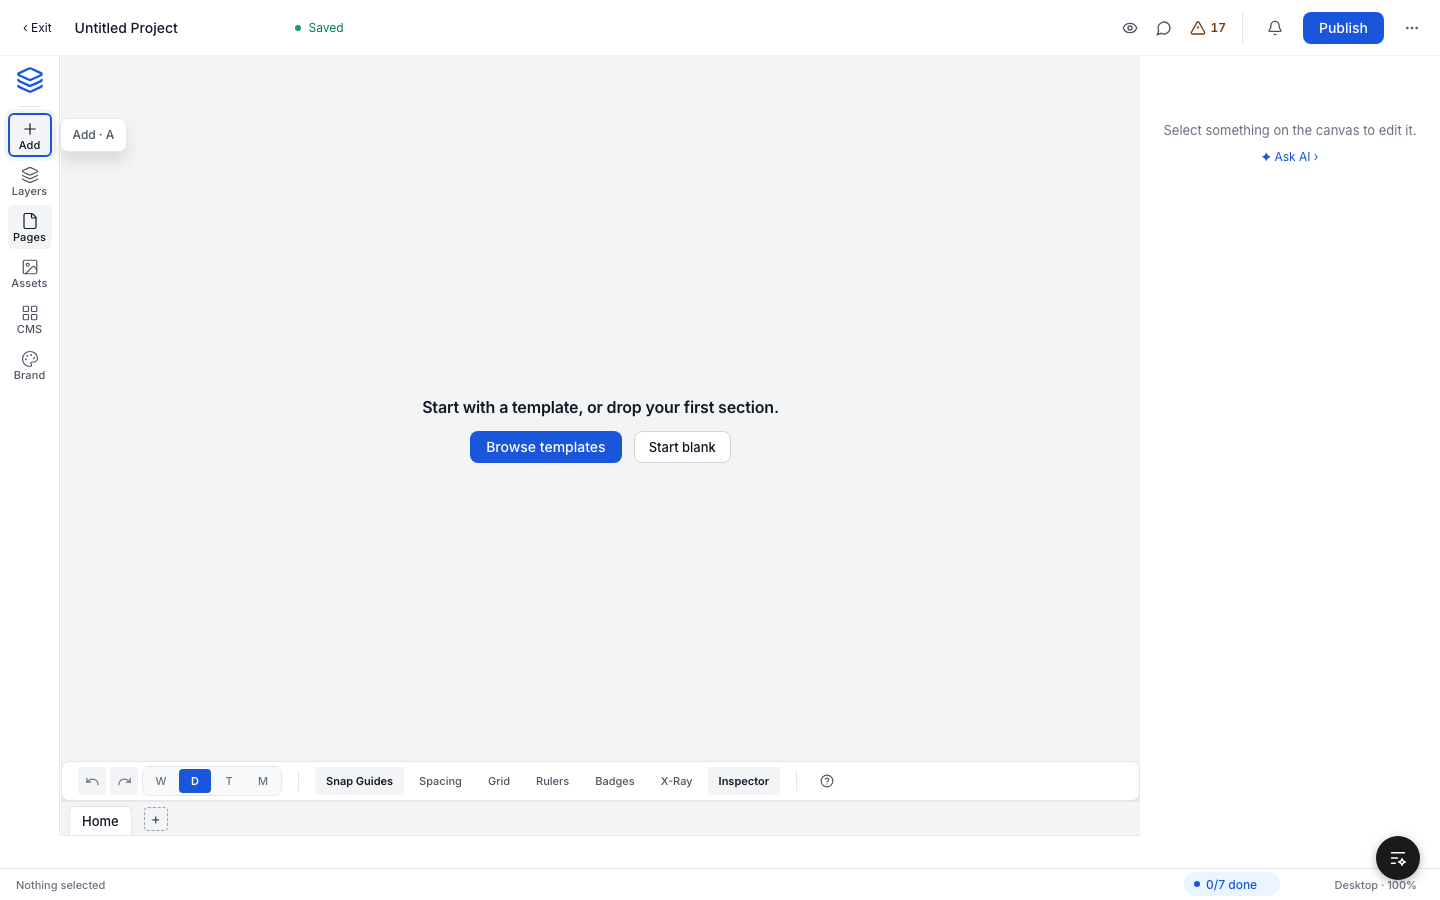 ‹ Exit
Untitled Project
Saved
17
Publish
Add
Add · A
Layers
Pages
Assets
CMS
Brand
Select something on the canvas to edit it.
Ask AI ›
Start with a template, or drop your first section.
Browse templates
Start blank
W D T M
Snap Guides Spacing Grid Rulers Badges X-Ray Inspector
Home
+
Nothing selected
0/7 done
Desktop · 100%